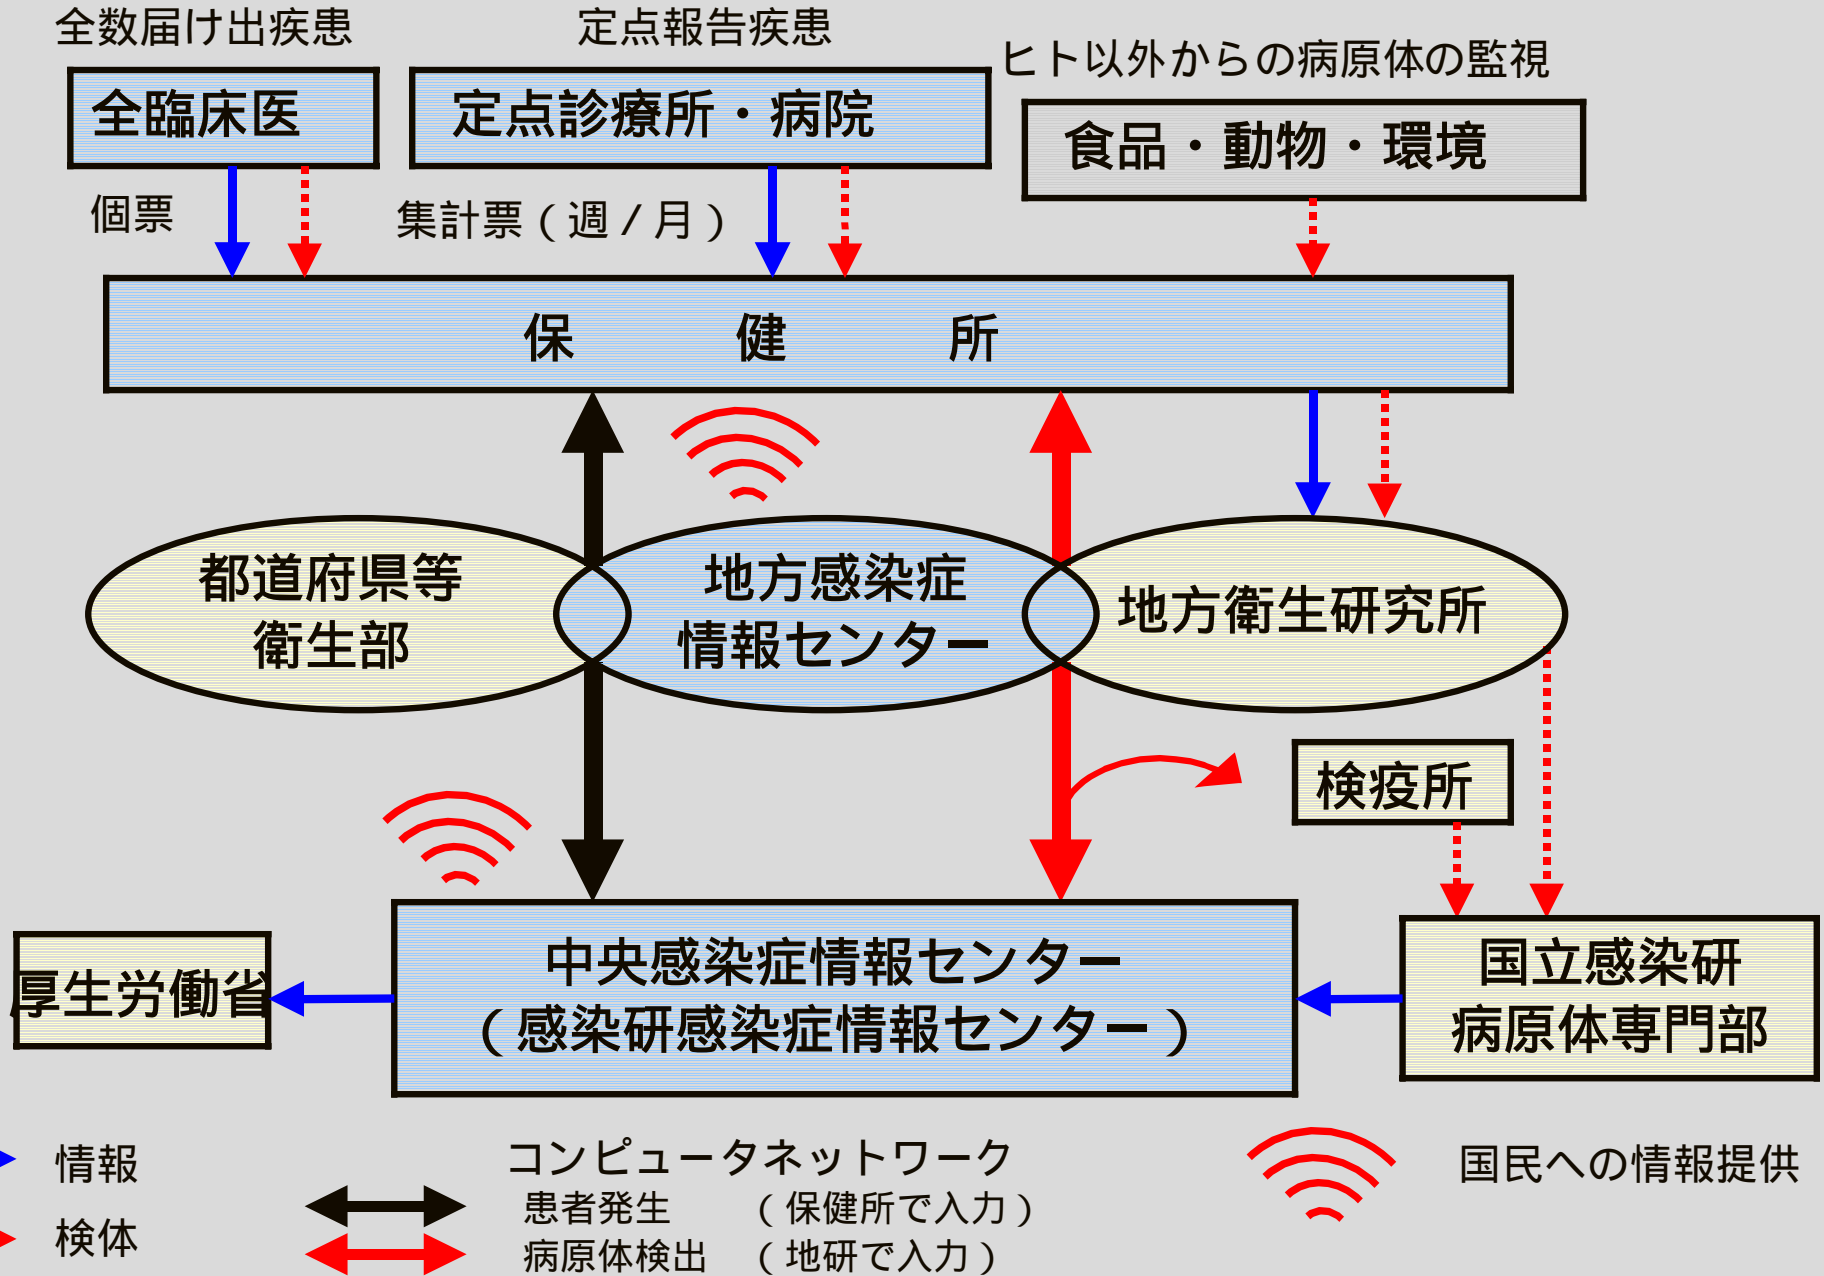 全数届け出疾患
定点報告疾患
ヒト以外からの病原体の監視
全臨床医
定点診療所・病院
食品・動物・環境
個票
集計票（週／月）
保 健 所
都道府県等
衛生部
地方感染症
情報センター
地方衛生研究所
検疫所
厚生労働省
中央感染症情報センター
（感染研感染症情報センター）
国立感染研
病原体専門部
情報
検体
コンピュータネットワーク
患者発生 （保健所で入力）
病原体検出 （地研で入力）
国民への情報提供